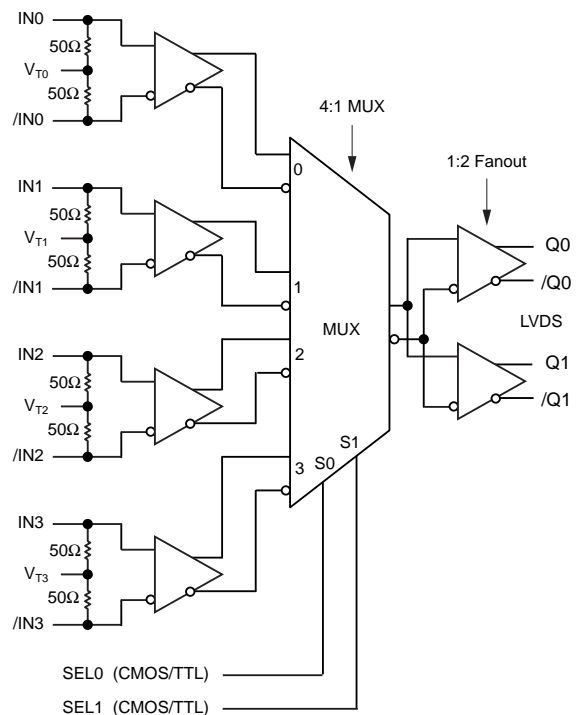 IN0
50Ω
VT0
50Ω
/IN0
4:1 MUX
0
1:2 Fanout
IN1
50Ω
VT1
50Ω
/IN1
1
MUX
Q0
/Q0
LVDS
Q1
/Q1
IN2
50Ω
VT2
50Ω
/IN2
2
S1
S0
3
IN3
50Ω
VT3
50Ω
/IN3
SEL0 (CMOS/TTL)
SEL1 (CMOS/TTL)